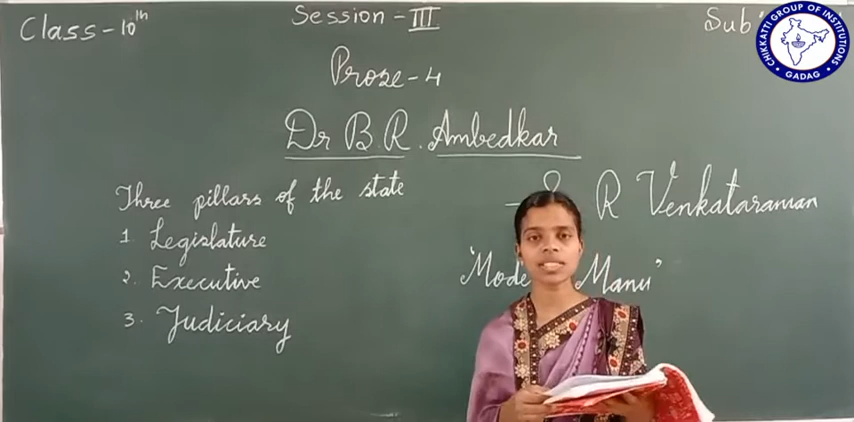 Class - 10th
Session - III
Sub
Prose - 4
Dr B.R. Ambedkar
- R Venkataraman
Three pillars of the state
1. Legislature
2. Executive
3. Judiciary
Manu"
CHIKKATTI GROUP OF INSTITUTIONS
GADAG